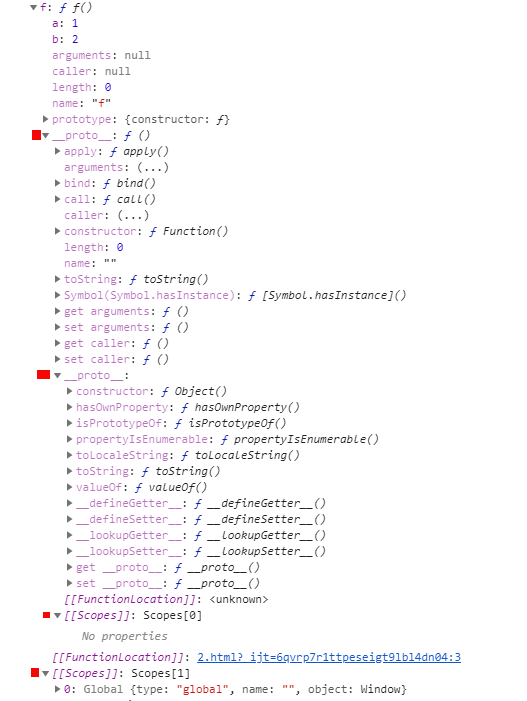 f: ƒ f()
a: 1
b: 2
arguments: null
caller: null
length: 0
name: "f"
prototype: {constructor: ƒ}
__proto__: ƒ ()
apply: ƒ apply()
arguments: (...)
bind: ƒ bind()
call: ƒ call()
caller: (...)
constructor: ƒ Function()
length: 0
name: ""
toString: ƒ toString()
Symbol(Symbol.hasInstance): ƒ [Symbol.hasInstance]()
get arguments: ƒ ()
set arguments: ƒ ()
get caller: ƒ ()
set caller: ƒ ()
__proto__:
constructor: ƒ Object()
hasOwnProperty: ƒ hasOwnProperty()
isPrototypeOf: ƒ isPrototypeOf()
propertyIsEnumerable: ƒ propertyIsEnumerable()
toLocaleString: ƒ toLocaleString()
toString: ƒ toString()
valueOf: ƒ valueOf()
__defineGetter__: ƒ __defineGetter__()
__defineSetter__: ƒ __defineSetter__()
__lookupGetter__: ƒ __lookupGetter__()
__lookupSetter__: ƒ __lookupSetter__()
get __proto__: ƒ __proto__()
set __proto__: ƒ __proto__()
[[FunctionLocation]]: <unknown>
[[Scopes]]: Scopes[0]
No properties
[[FunctionLocation]]: 2.html?_ijt=6qvrp7r1ttpeseigt9lbl4dn04:3
[[Scopes]]: Scopes[1]
0: Global {type: "global", name: "", object: Window}